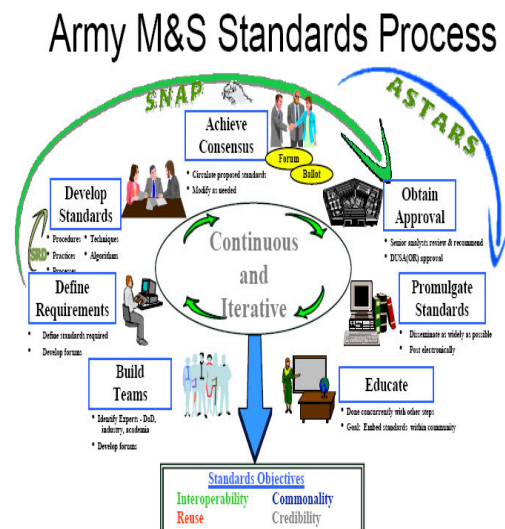 Army M&S Standards Process
SNAP
ASTARS
Achieve
Consensus
Forum
Ballot
• Circulate proposed standards
• Modify as needed
Develop
Standards
• Procedures • Techniques
• Practices • Algorithms
• Processes
SRD
Obtain
Approval
• Senior analysts review & recommend
• DUSA(OR) approval
Continuous
and
Iterative
Define
Requirements
• Define standards required
• Develop forums
Promulgate
Standards
• Disseminate as widely as possible
• Post electronically
Build
Teams
• Identify Experts - DoD,
industry, academia
• Develop forums
Educate
• Done concurrently with other steps
• Goal: Embed standards within community
Standards Objectives
Interoperability Commonality
Reuse Credibility